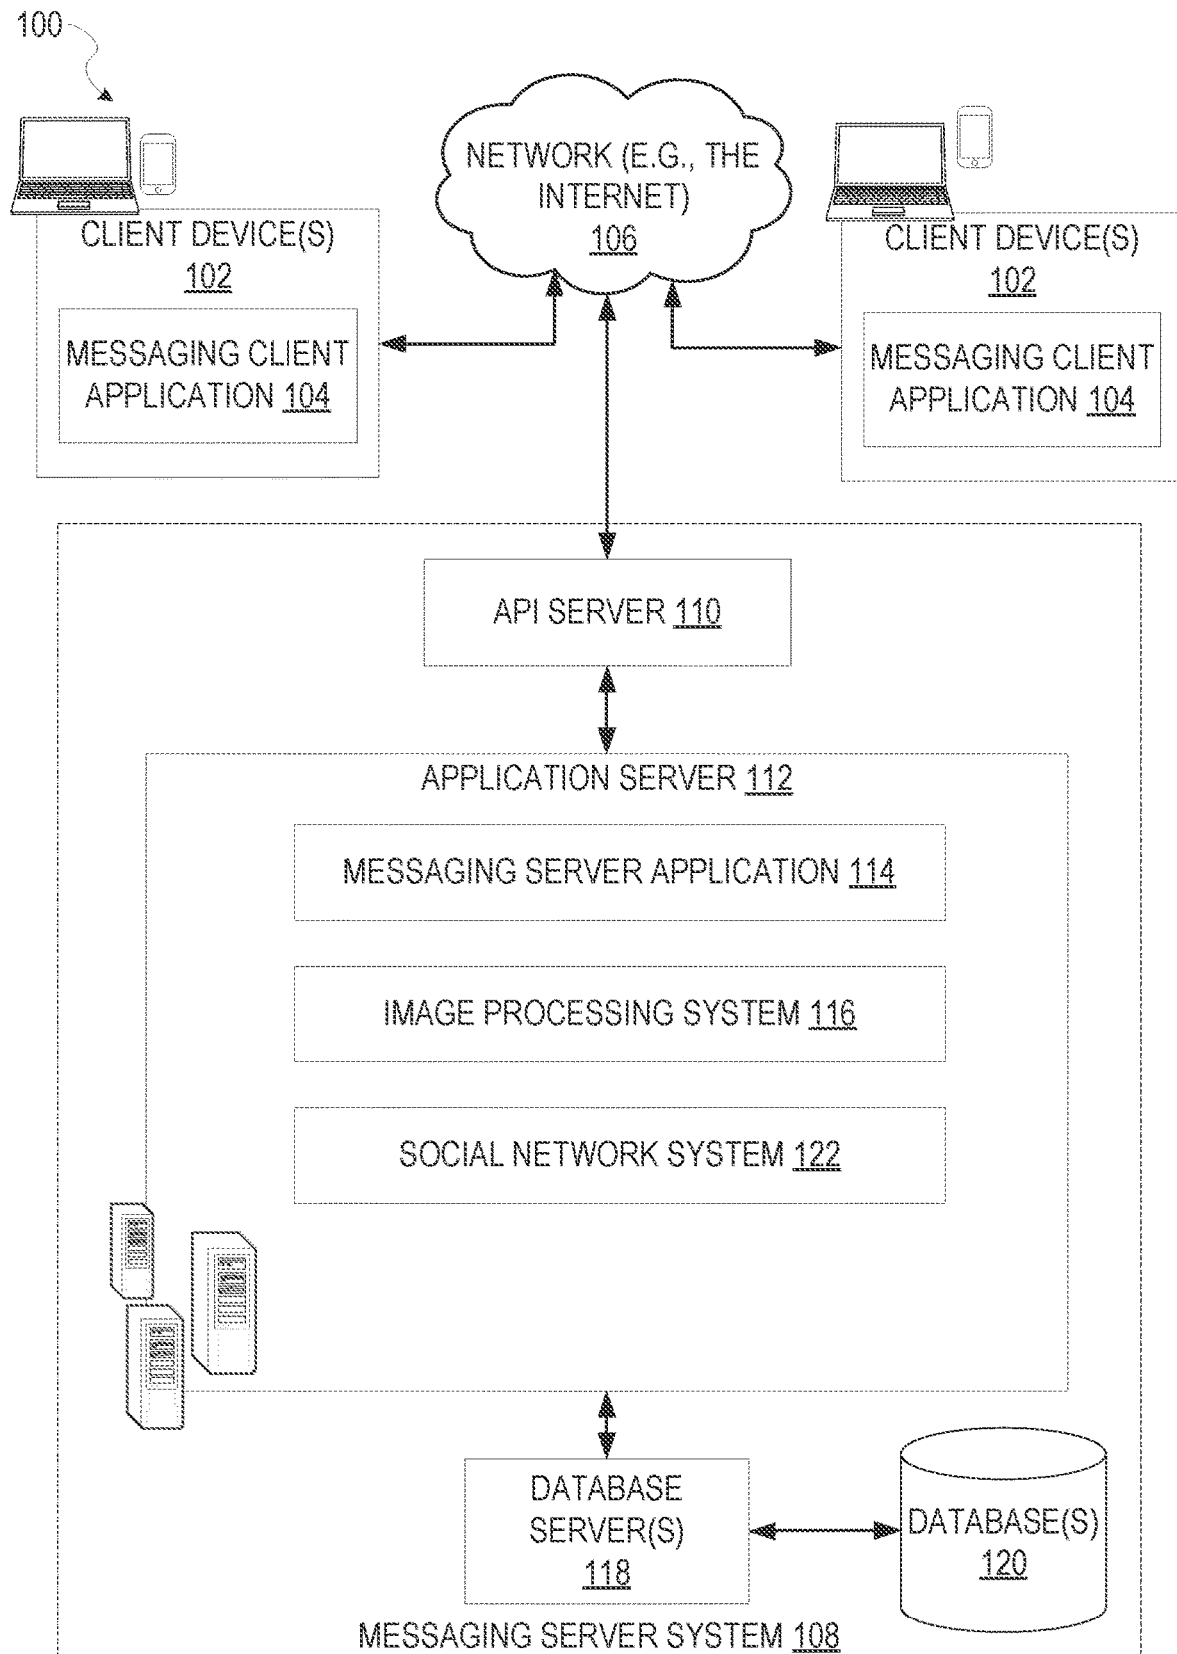 100
NETWORK (E.G., THE
INTERNET)
106
CLIENT DEVICE(S)
102
MESSAGING CLIENT
APPLICATION 104
CLIENT DEVICE(S)
102
MESSAGING CLIENT
APPLICATION 104
API SERVER 110
APPLICATION SERVER 112
MESSAGING SERVER APPLICATION 114
IMAGE PROCESSING SYSTEM 116
SOCIAL NETWORK SYSTEM 122
DATABASE
SERVER(S)
118
DATABASE(S)
120
MESSAGING SERVER SYSTEM 108